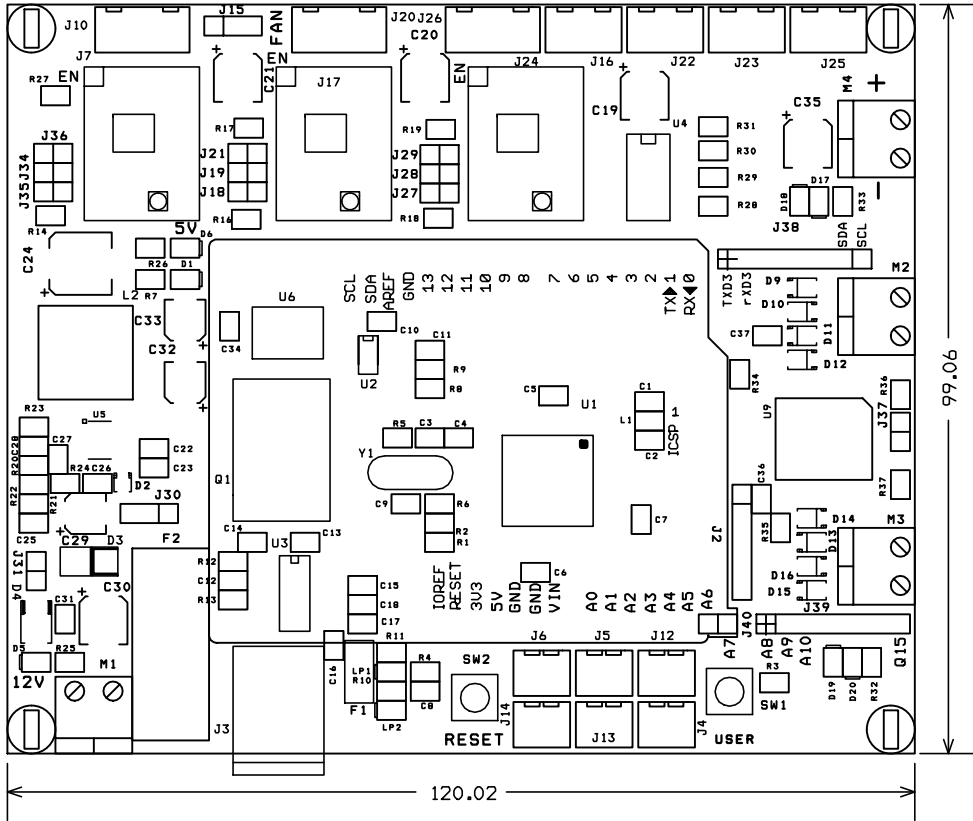 J10
J15
FAN
J20
J26
C20
J7
EN
R27
EN
C21
J17
EN
J24
J16
J22
J23
J25
M4
+
C19
U4
C35
R17
R19
R31
R30
R29
R28
J36
J34
J35
R14
J21
J19
J18
R16
J29
J28
J27
R18
D18
D17
R33
-
J38
SDA
SCL
5V
D6
C24
R26
D1
R7
L2
C33
C32
C34
U6
SCL
SDA
AREF
GND
13
12
11
10
9
8
7
6
5
4
3
2
TX▶1
RX◀0
TXD3
rXD3
D9
D10
D11
D12
C37
M2
C10
U2
C11
R9
R8
C5
U1
C1
L1
C2
ICSP 1
R34
U9
R36
J37
R37
99.06
R23
U5
C28
C27
R20
R24
C26
R22
R21
C25
C22
C23
D2
J30
C29
D3
F2
J31
D4
C30
C31
D5
R25
12V
M1
Q1
R5
C3
C4
Y1
C9
R6
R2
R1
C7
C6
C14
U3
C13
R12
C12
R13
C15
C18
C17
IOREF
RESET
3V3
5V
GND
GND
VIN
A0
A1
A2
A3
A4
A5
A6
A7
J40
A8
A9
A10
J2
C36
R35
D14
D13
D16
D15
J39
M3
Q15
C16
R11
LP1
R10
F1
LP2
R4
C8
SW2
J14
RESET
J3
J6
J5
J12
J13
J4
R3
SW1
USER
D19
D20
R32
120.02